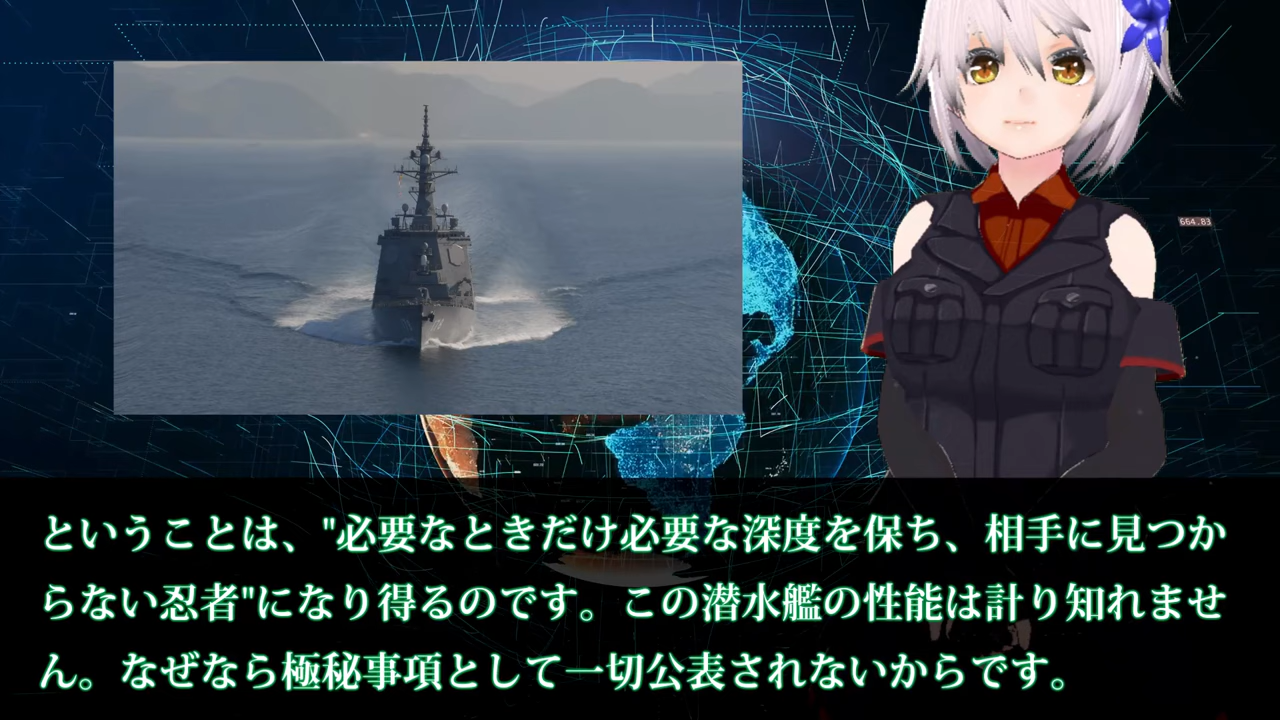 664.83
ということは、"必要なときだけ必要な深度を保ち、相手に見つか
らない忍者"になり得るのです。この潜水艦の性能は計り知れませ
ん。なぜなら極秘事項として一切公表されないからです。